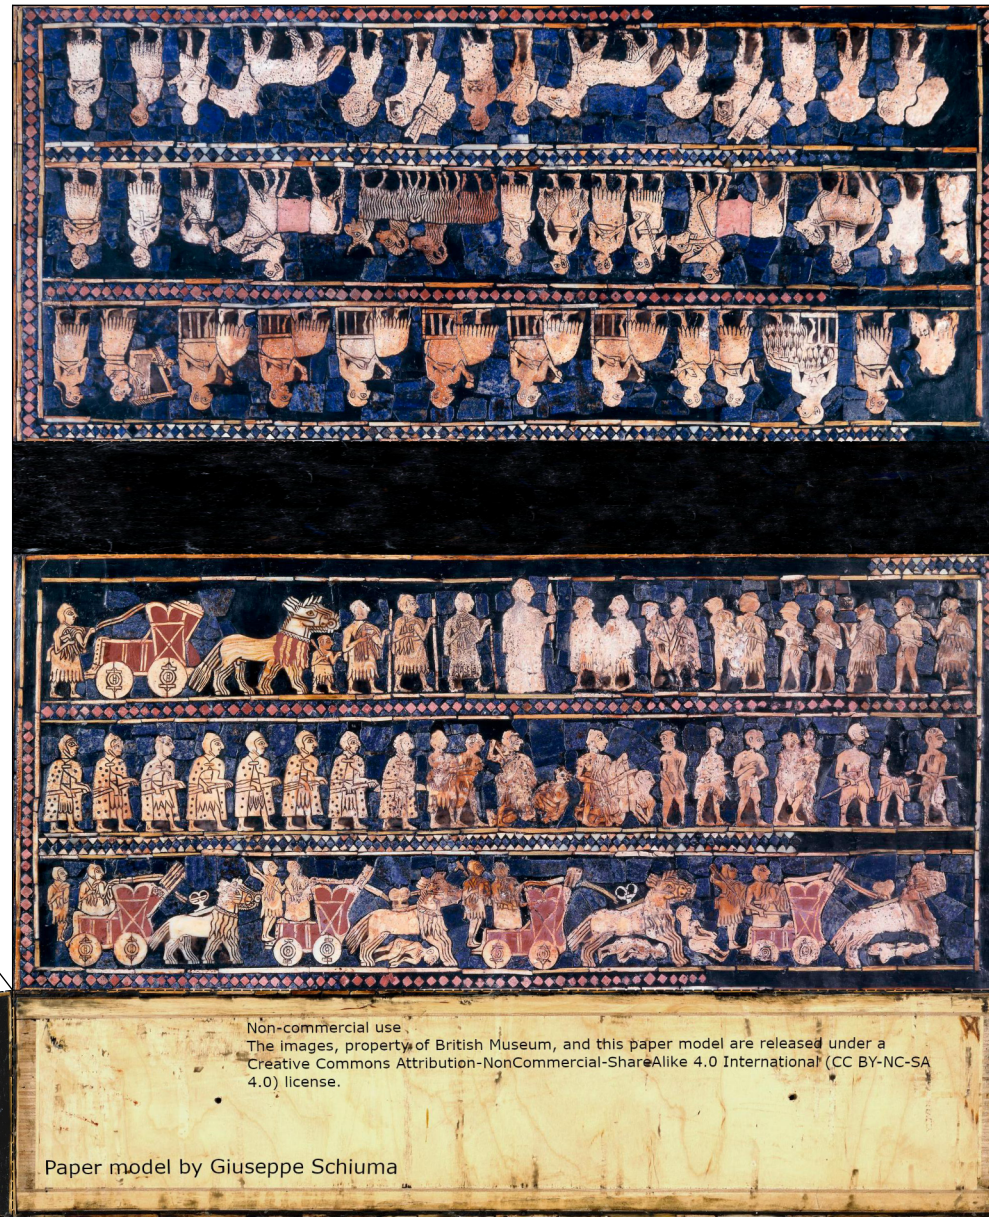 Non-commercial use
The images, property of British Museum, and this paper model are released under a
Creative Commons Attribution-NonCommercial-ShareAlike 4.0 International (CC BY-NC-SA
4.0) license.
Paper model by Giuseppe Schiuma